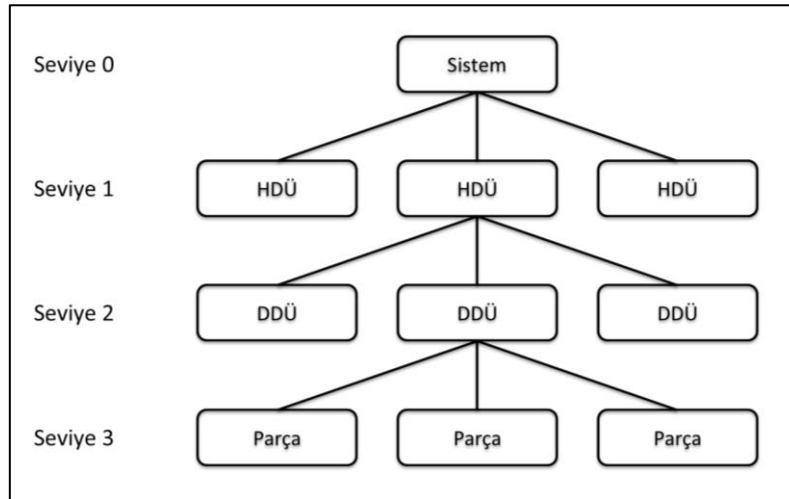 Seviye 0 Sistem
Seviye 1 HDÜ HDÜ HDÜ
Seviye 2 DDÜ DDÜ DDÜ
Seviye 3 Parça Parça Parça